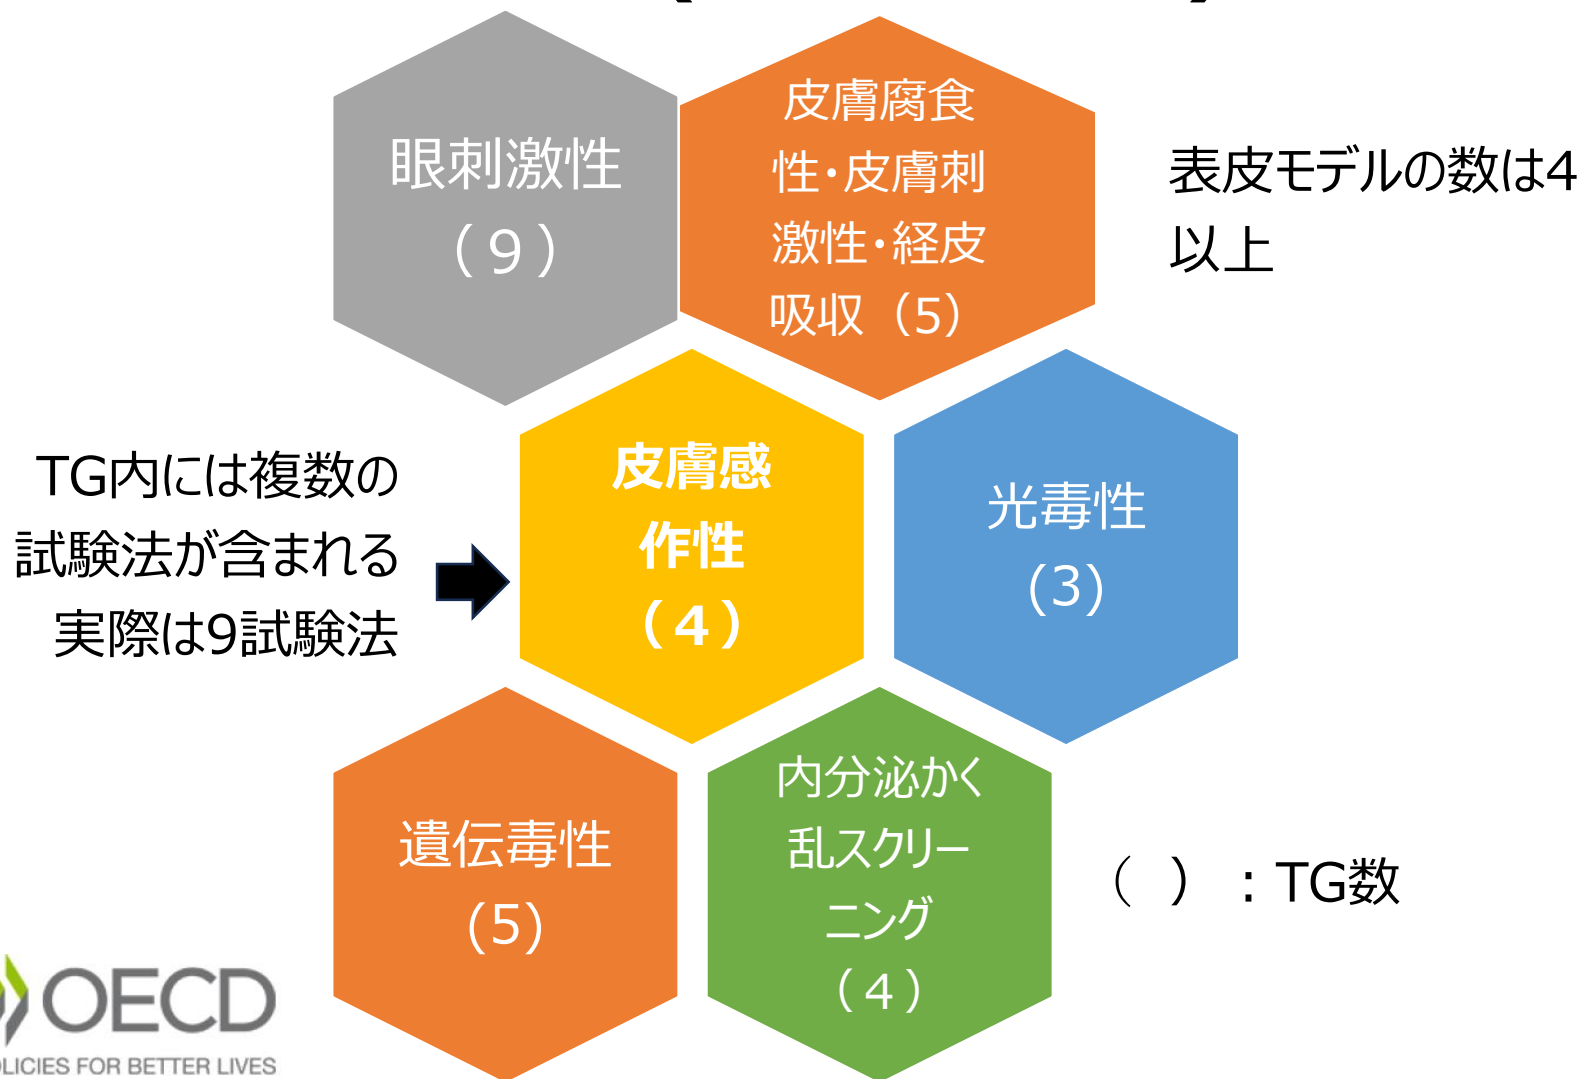 眼刺激性
（９）
皮膚腐食
性・皮膚刺
激性・経皮
吸収（5）
表皮モデルの数は4
以上
TG内には複数の
試験法が含まれる
実際は9試験法
皮膚感
作性
（４）
光毒性
(3)
遺伝毒性
(5)
内分泌かく
乱スクリー
ニング
（４）
（　）：TG数
OECD
OLICIES FOR BETTER LIVES